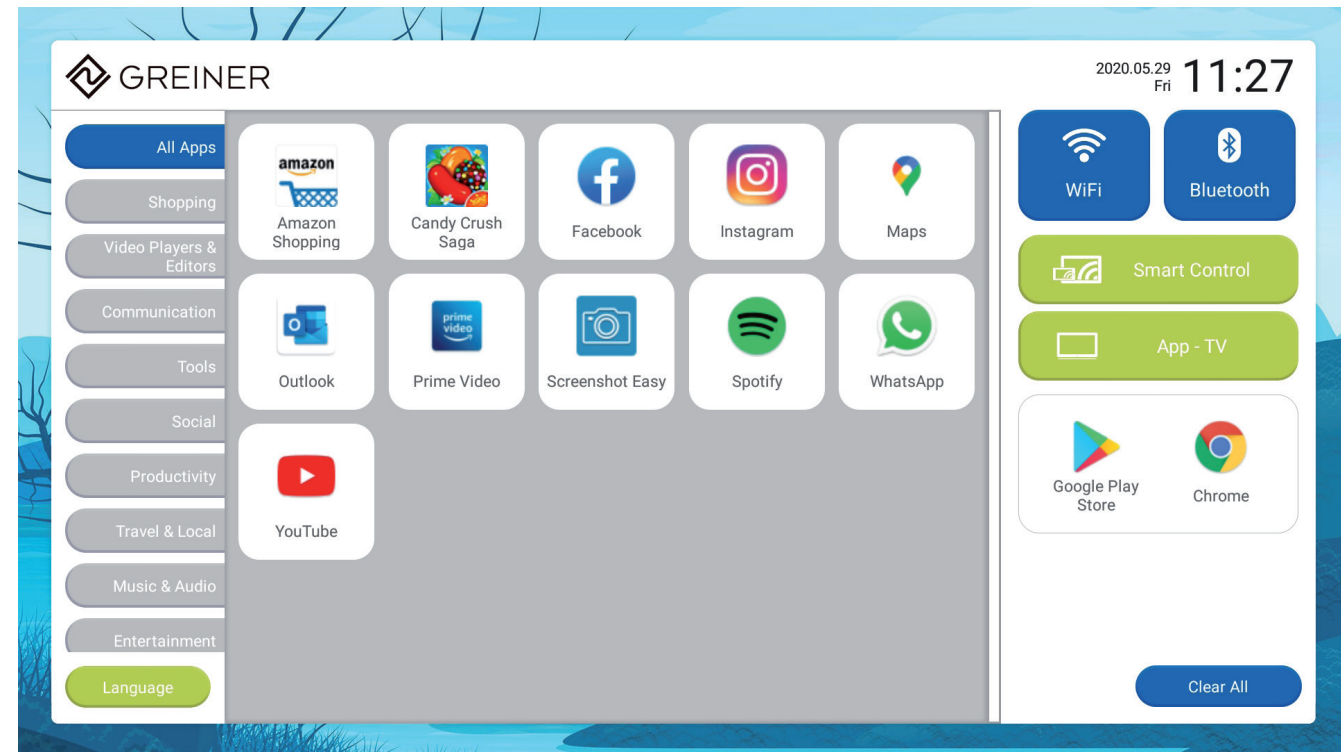 GREINER
2020.05.29
Fri
11:27
All Apps
Shopping
Video Players &
Editors
Communication
Tools
Social
Productivity
Travel & Local
Music & Audio
Entertainment
Language
amazon
Amazon
Shopping
Candy Crush
Saga
Facebook
Instagram
Maps
O
Outlook
prime
video
Prime Video
Screenshot Easy
Spotify
WhatsApp
YouTube
WiFi
Bluetooth
Smart Control
App - TV
Google Play
Store
Chrome
Clear All